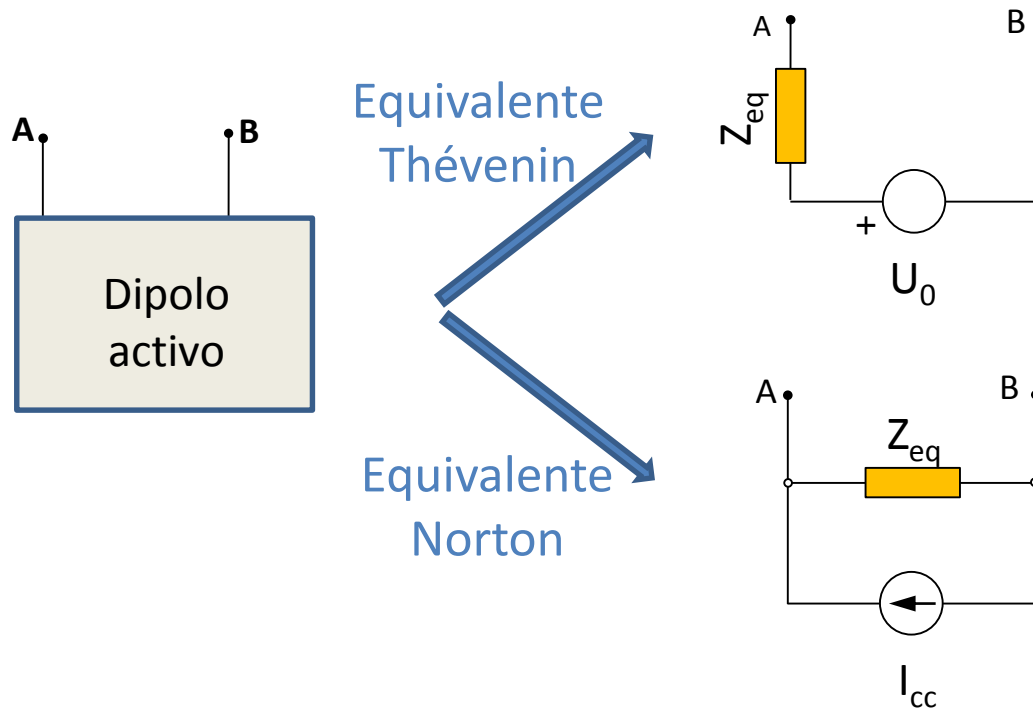 A
B
Dipolo
activo
Equivalente
Thévenin
Equivalente
Norton
A
B
Zeq
+
U0
A
B
Zeq
Icc